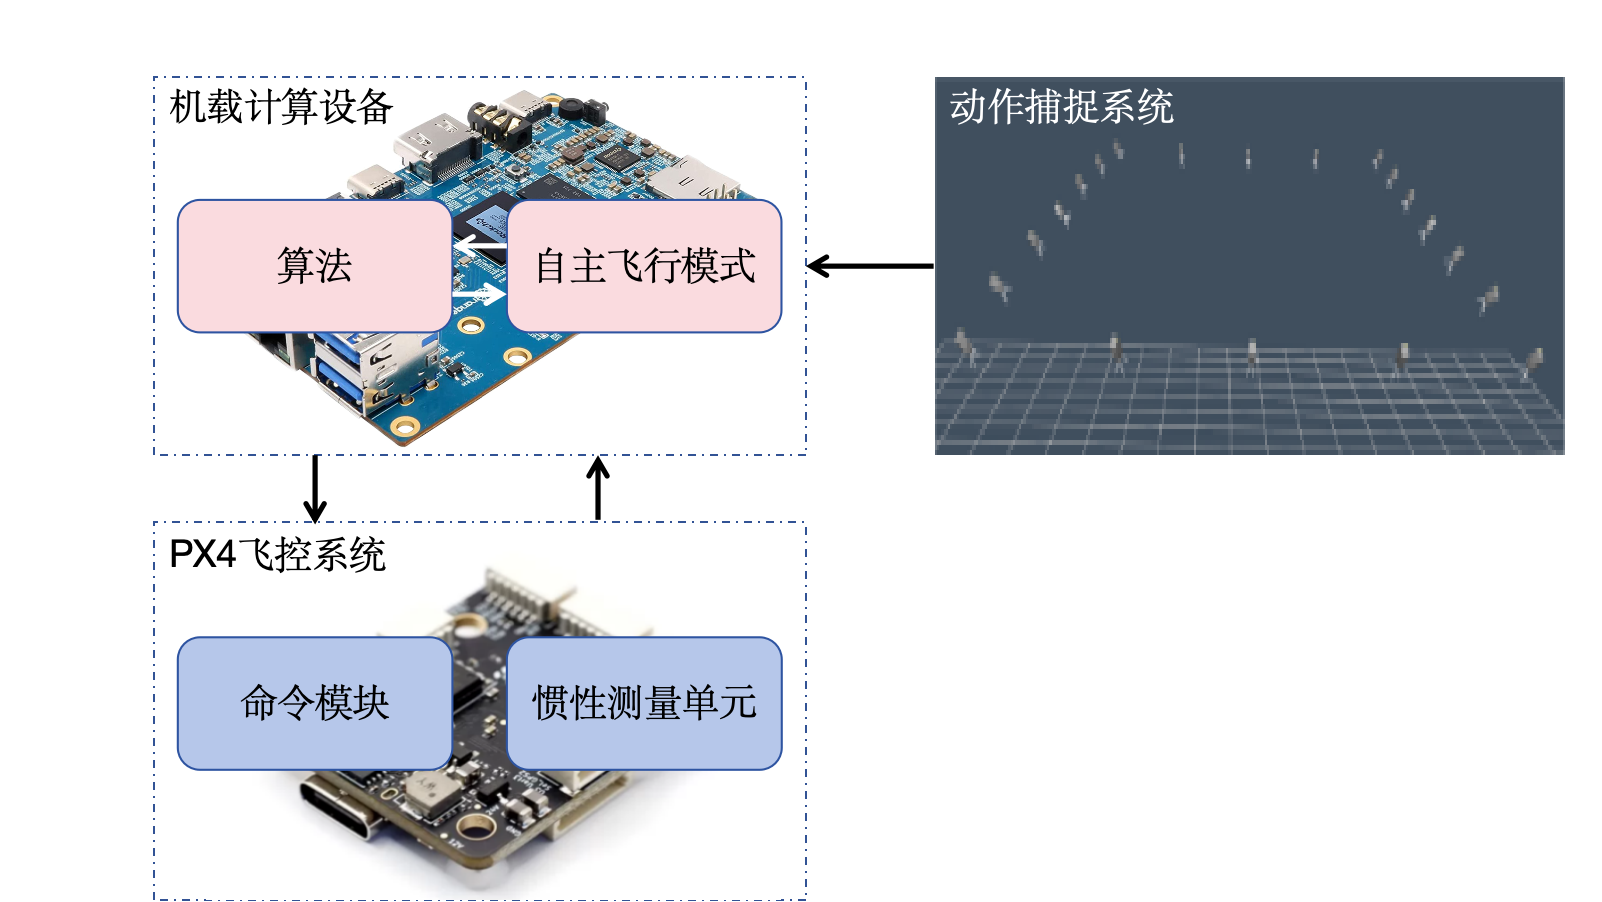 机载计算设备
动作捕捉系统
算法
自主飞行模式
PX4飞控系统
命令模块
惯性测量单元